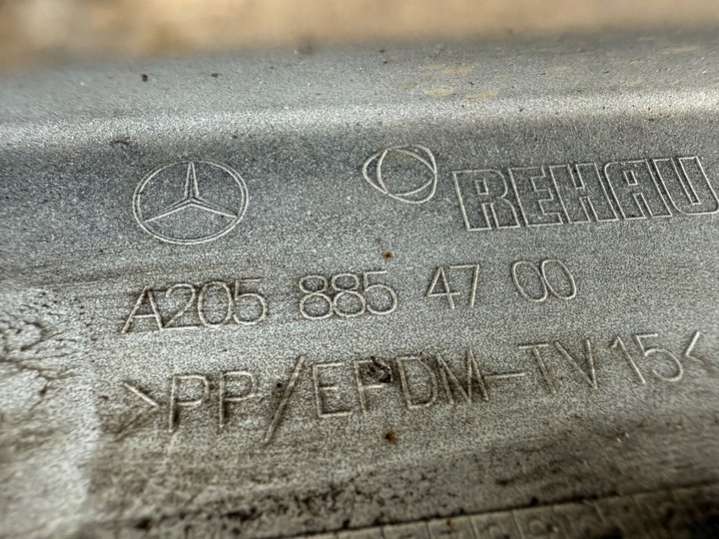 REHAU
A205 885 47 00
>PP/EPDM-TV15<